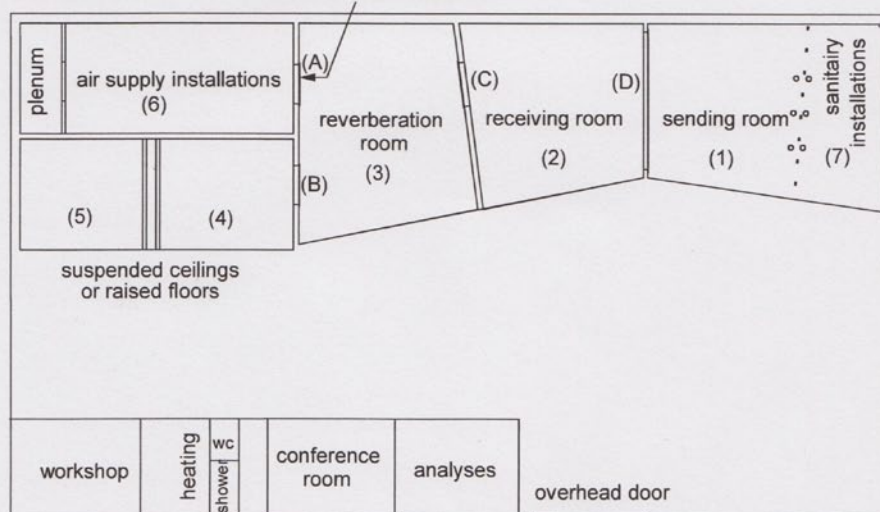 plenum
air supply installations
(6)
(A)
(B)
reverberation
room
(3)
(C)
receiving room
(2)
(D)
sending room
(1)
sanitairy
installations
(7)
(5)
(4)
suspended ceilings
or raised floors
workshop
heating
wc
shower
conference
room
analyses
overhead door